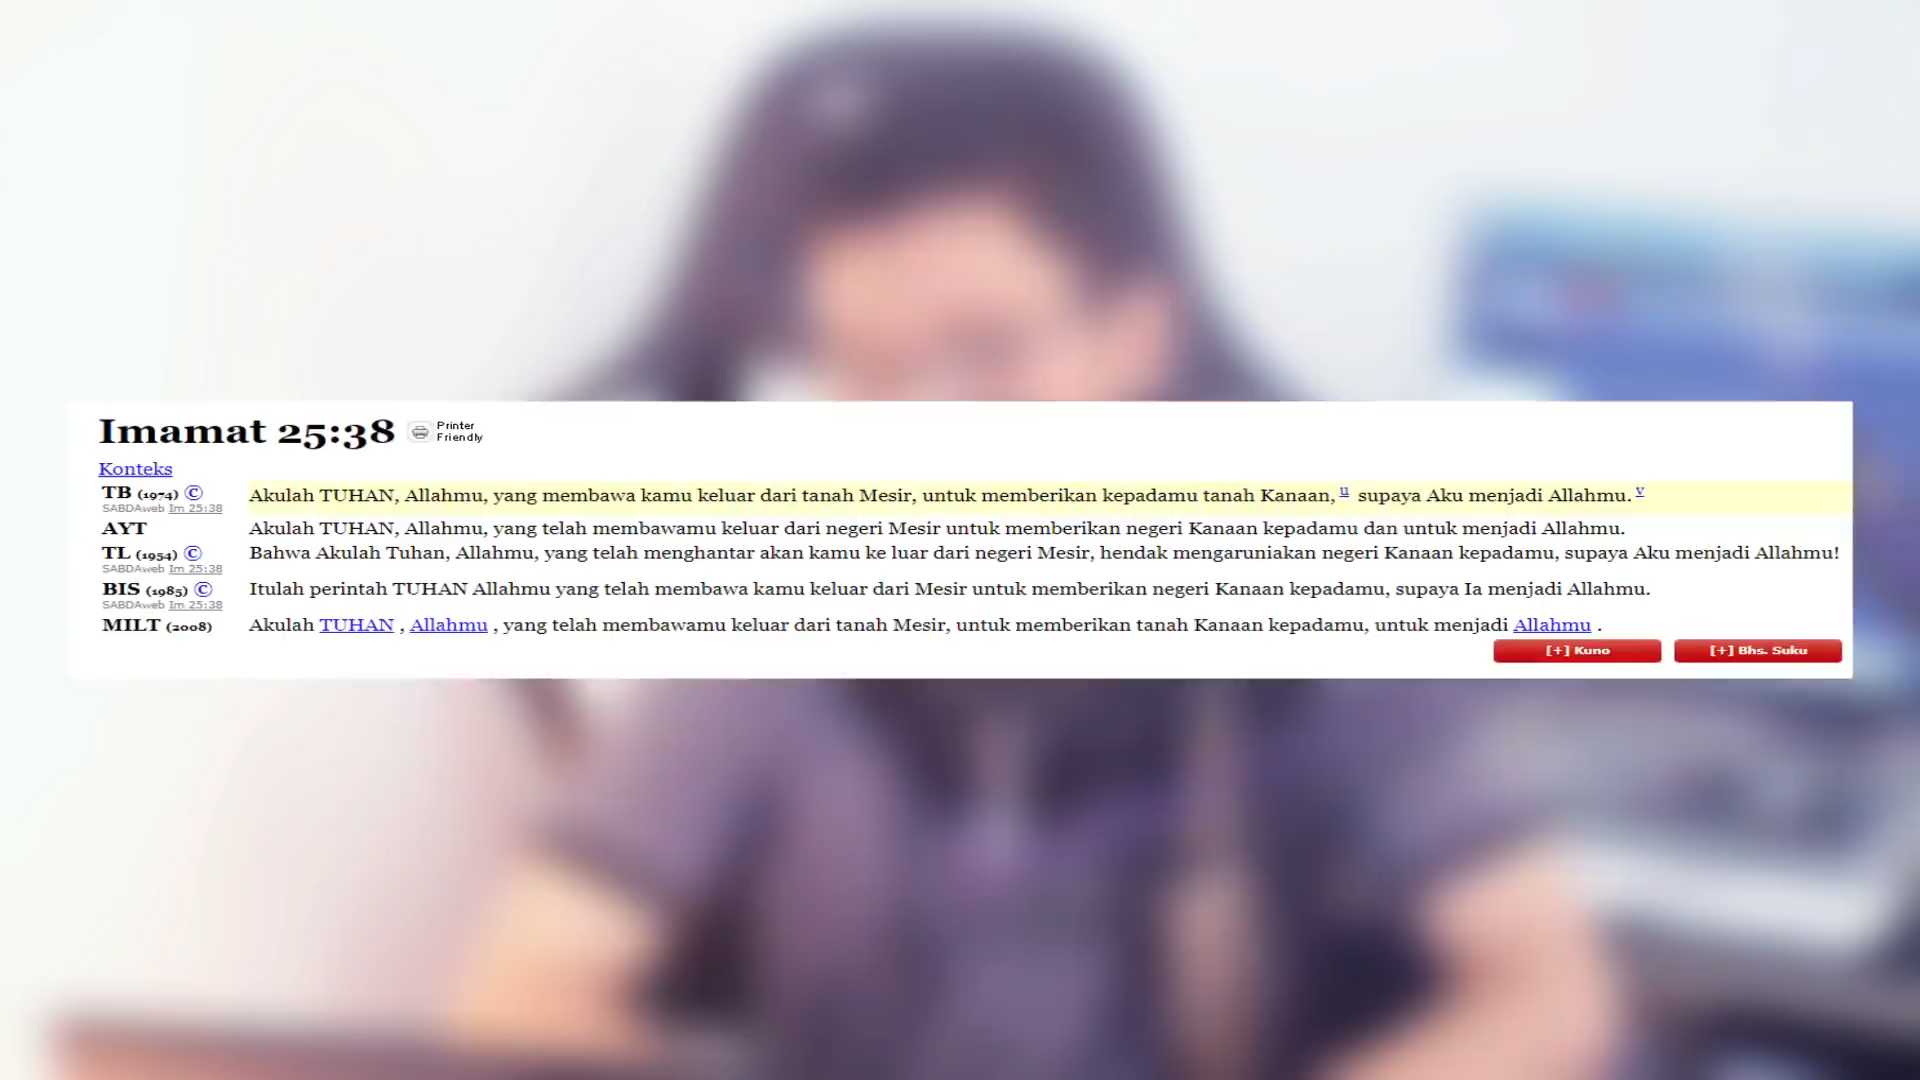 Imamat 25:38 Printer Friendly
Konteks
TB (1974) © Akulah TUHAN, Allahmu, yang membawa kamu keluar dari tanah Mesir, untuk memberikan kepadamu tanah Kanaan, u supaya Aku menjadi Allahmu. v
SABDAweb Im 25:38
AYT Akulah TUHAN, Allahmu, yang telah membawamu keluar dari negeri Mesir untuk memberikan negeri Kanaan kepadamu dan untuk menjadi Allahmu.
TL (1954) © Bahwa Akulah Tuhan, Allahmu, yang telah menghantar akan kamu ke luar dari negeri Mesir, hendak mengaruniakan negeri Kanaan kepadamu, supaya Aku menjadi Allahmu!
SABDAweb Im 25:38
BIS (1985) © Itulah perintah TUHAN Allahmu yang telah membawa kamu keluar dari Mesir untuk memberikan negeri Kanaan kepadamu, supaya Ia menjadi Allahmu.
SABDAweb Im 25:38
MILT (2008) Akulah TUHAN , Allahmu , yang telah membawamu keluar dari tanah Mesir, untuk memberikan tanah Kanaan kepadamu, untuk menjadi Allahmu .
[+] Kuno [+] Bhs. Suku